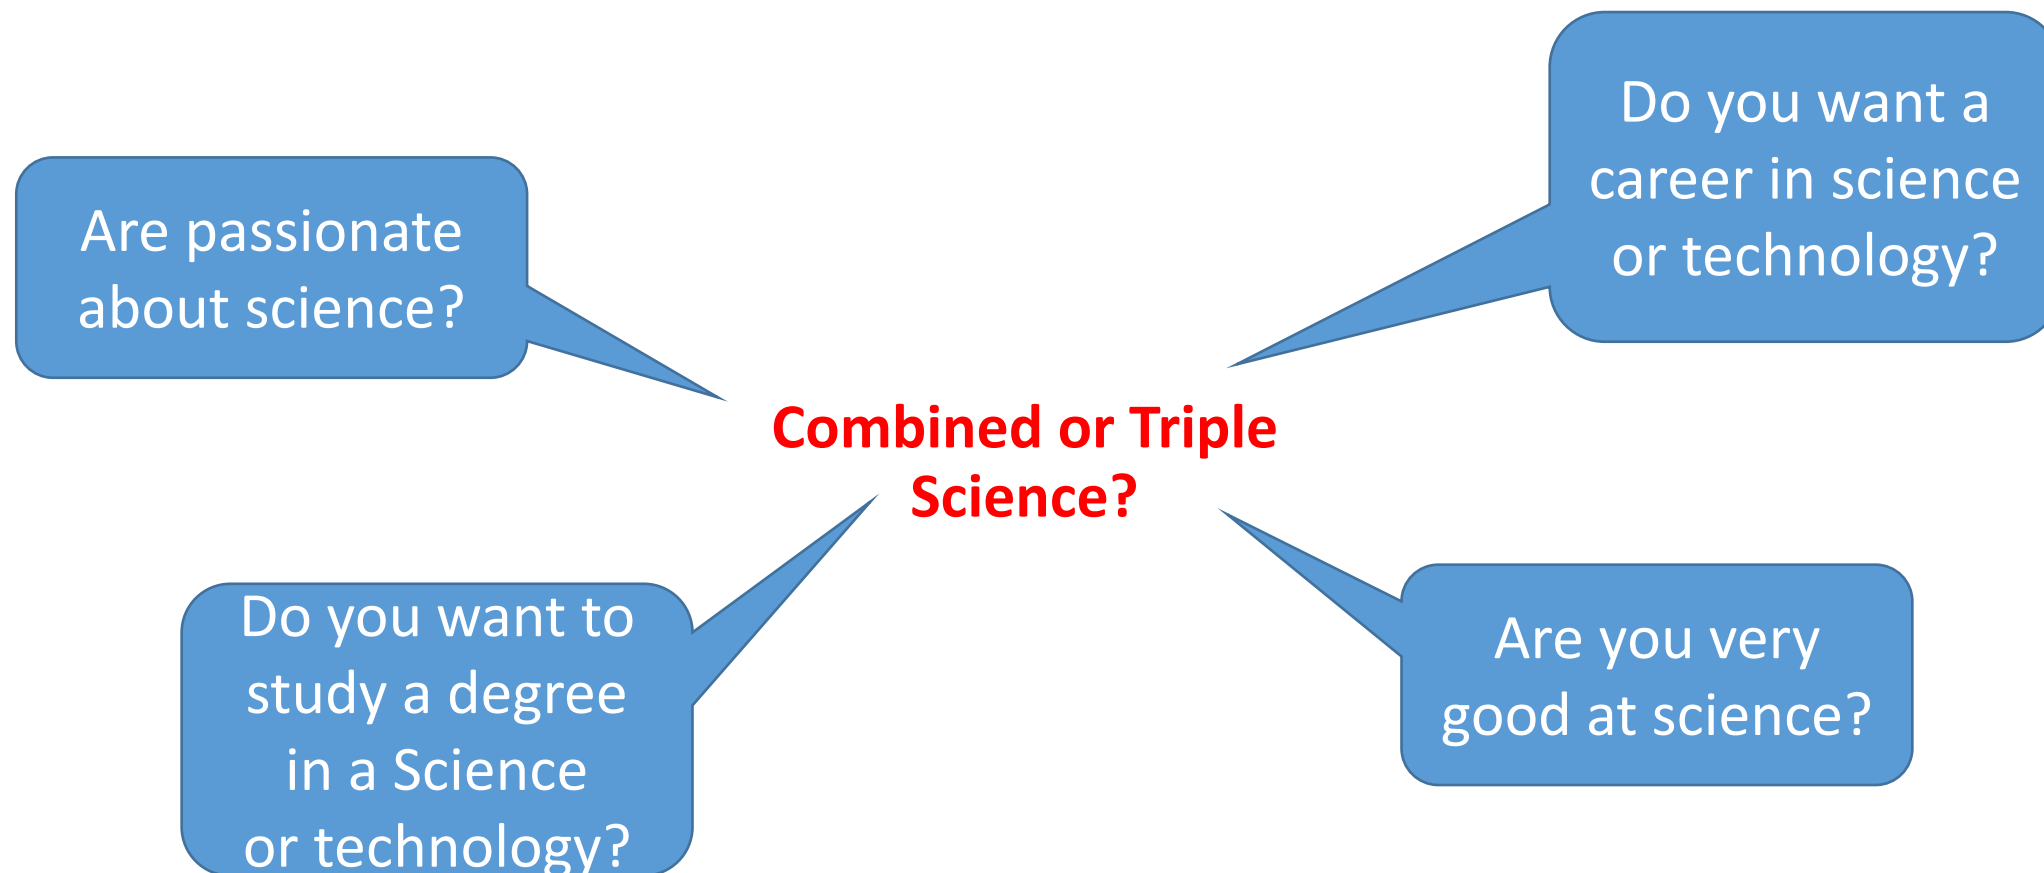 Do you want a
career in science
or technology?
Are passionate
about science?
Combined or Triple
Science?
Do you want to
study a degree
in a Science
or technology?
Are you very
good at science?